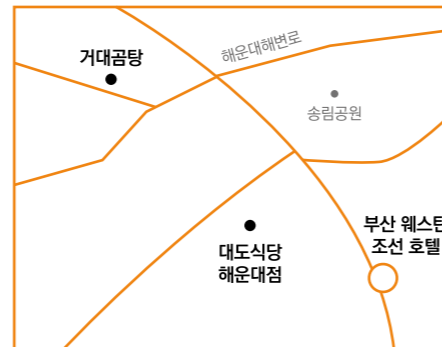 거대곰탕
해운대해변로
송림공원
부산 웨스틴
조선 호텔
대도식당
해운대점